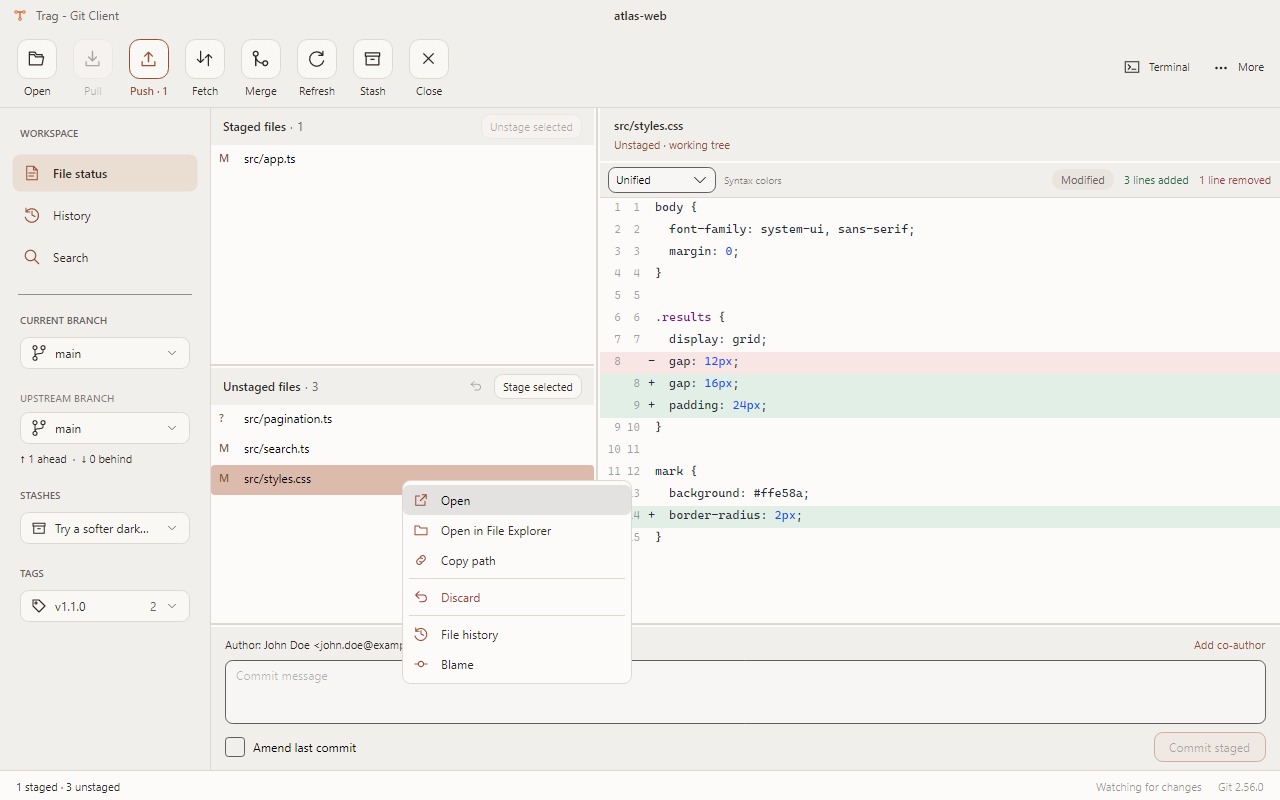 Trag - Git Client
atlas-web
Open
Pull
Push · 1
Fetch
Merge
Refresh
Stash
Close
Terminal
More
WORKSPACE
File status
History
Search
CURRENT BRANCH
main
UPSTREAM BRANCH
main
↑ 1 ahead · ↓ 0 behind
STASHES
Try a softer dark...
TAGS
v1.1.0 2
Staged files · 1
Unstage selected
M src/app.ts
Unstaged files · 3
Stage selected
? src/pagination.ts
M src/search.ts
M src/styles.css
Open
Open in File Explorer
Copy path
Discard
File history
Blame
src/styles.css
Unstaged · working tree
Unified
Syntax colors
Modified
3 lines added
1 line removed
1 1 body {
2 2 font-family: system-ui, sans-serif;
3 3 margin: 0;
4 4 }
5 5
6 6 .results {
7 7 display: grid;
8 - gap: 12px;
8 + gap: 16px;
9 + padding: 24px;
9 10 }
10 11
11 12 mark {
3 background: #ffe58a;
4 + border-radius: 2px;
5 }
Author: John Doe <john.doe@examp
Add co-author
Commit message
Amend last commit
Commit staged
1 staged · 3 unstaged
Watching for changes
Git 2.56.0